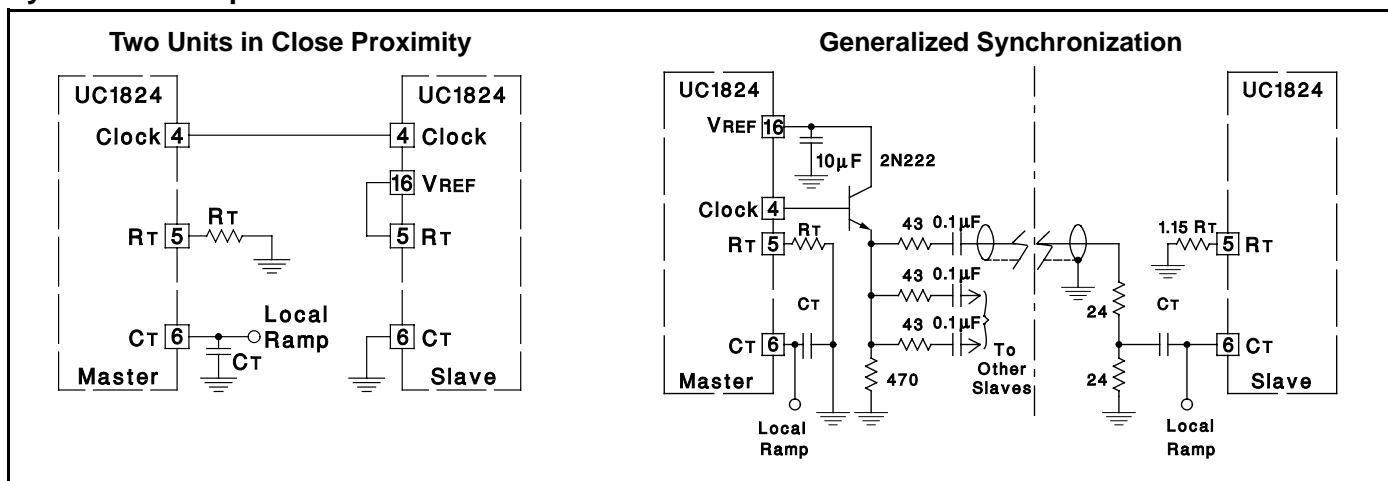 Two Units in Close Proximity
UC1824
Clock 4
RT 5
RT
CT 6
Local
Ramp
CT
Master
UC1824
4 Clock
16 VREF
5 RT
6 CT
Slave
Generalized Synchronization
UC1824
VREF 16
10µF
2N222
Clock 4
RT 5
RT
43 0.1µF
43 0.1µF
43 0.1µF
CT
CT 6
Master
470
To
Other
Slaves
Local
Ramp
UC1824
1.15 RT
5 RT
24
CT
6 CT
24
Slave
Local
Ramp